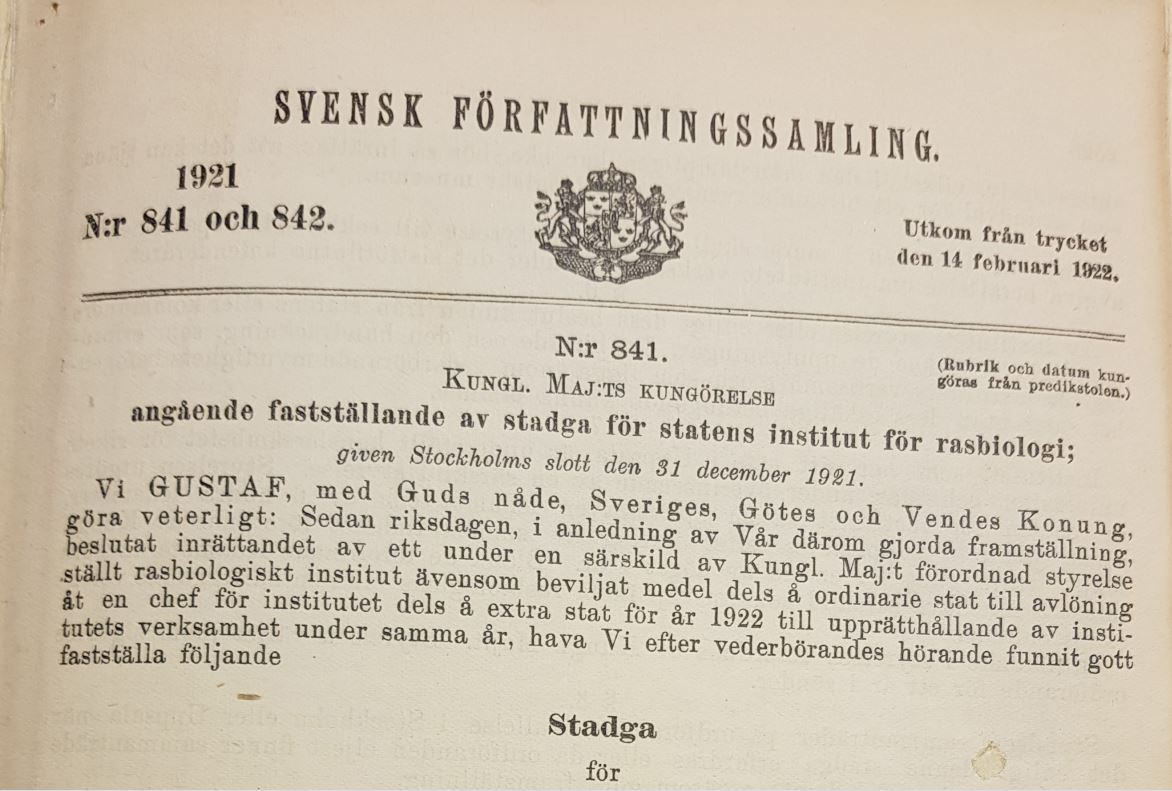 SVENSK FÖRFATTNINGSSAMLING.
1921
N:r 841 och 842.
Utkom från trycket
den 14 februari 1922.
N:r 841.
(Rubrik och datum kun-
göras från predikstolen.)
KUNGL. MAJ:TS KUNGÖRELSE
angående fastställande av stadga för statens institut för rasbiologi;
given Stockholms slott den 31 december 1921.
Vi GUSTAF, med Guds nåde, Sveriges, Götes och Vendes Konung,
göra veterligt: Sedan riksdagen, i anledning av Vår därom gjorda framställning,
beslutat inrättandet av ett under en särskild av Kungl. Maj:t förordnad styrelse
ställt rasbiologiskt institut ävensom beviljat medel dels å ordinarie stat till avlöning
åt en chef för institutet dels å extra stat för år 1922 till upprätthållande av insti-
tutets verksamhet under samma år, hava Vi efter vederbörandes hörande funnit gott
fastställa följande
Stadga
för